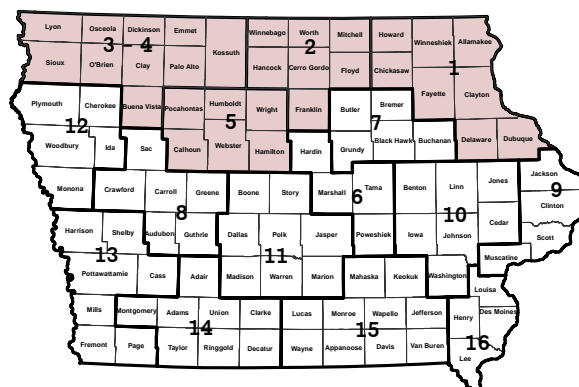 Lyon Osceola Dickinson Emmet Kossuth Winnebago Worth Mitchell Howard Winneshiek Allamakee
3 - 4 2 1
Sioux O'Brien Clay Palo Alto Hancock Cerro Gordo Floyd Chickasaw Fayette Clayton
Plymouth Cherokee Buena Vista Pocahontas Humboldt Wright Franklin Butler Bremer
12 5 7
Woodbury Ida Sac Calhoun Webster Hamilton Hardin Grundy Black Hawk Buchanan Delaware Dubuque
Monona Crawford Carroll Greene Boone Story Marshall Tama Benton Linn Jones Jackson
8 6 10 9
Harrison Shelby Audubon Guthrie Dallas Polk Jasper Poweshiek Iowa Johnson Cedar Clinton
Scott
13 11
Pottawattamie Cass Adair Madison Warren Marion Mahaska Keokuk Washington Muscatine
Louisa
Mills Montgomery Adams Union Clarke Lucas Monroe Wapello Jefferson Henry Des Moines
14 15 16
Fremont Page Taylor Ringgold Decatur Wayne Appanoose Davis Van Buren Lee